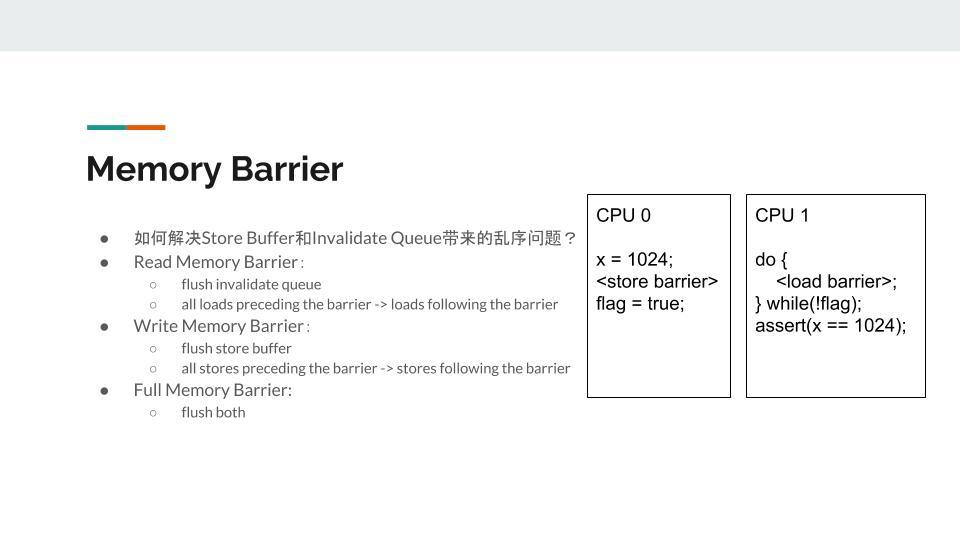 Memory Barrier
如何解决Store Buffer和Invalidate Queue带来的乱序问题？
Read Memory Barrier：
flush invalidate queue
all loads preceding the barrier -> loads following the barrier
Write Memory Barrier：
flush store buffer
all stores preceding the barrier -> stores following the barrier
Full Memory Barrier:
flush both
CPU 0
x = 1024;
<store barrier>
flag = true;
CPU 1
do {
<load barrier>;
} while(!flag);
assert(x == 1024);